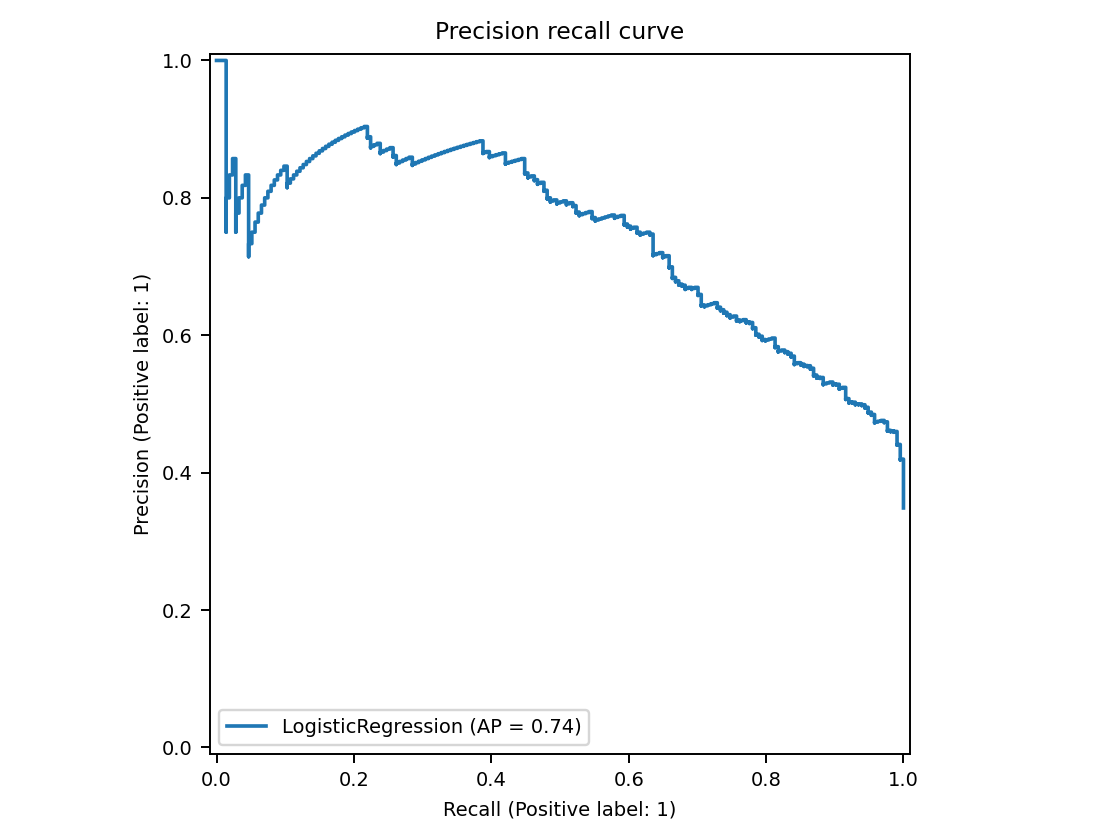 Precision recall curve
1.0
0.8
0.6
0.4
0.2
0.0
Precision (Positive label: 1)
LogisticRegression (AP = 0.74)
0.0 0.2 0.4 0.6 0.8 1.0
Recall (Positive label: 1)